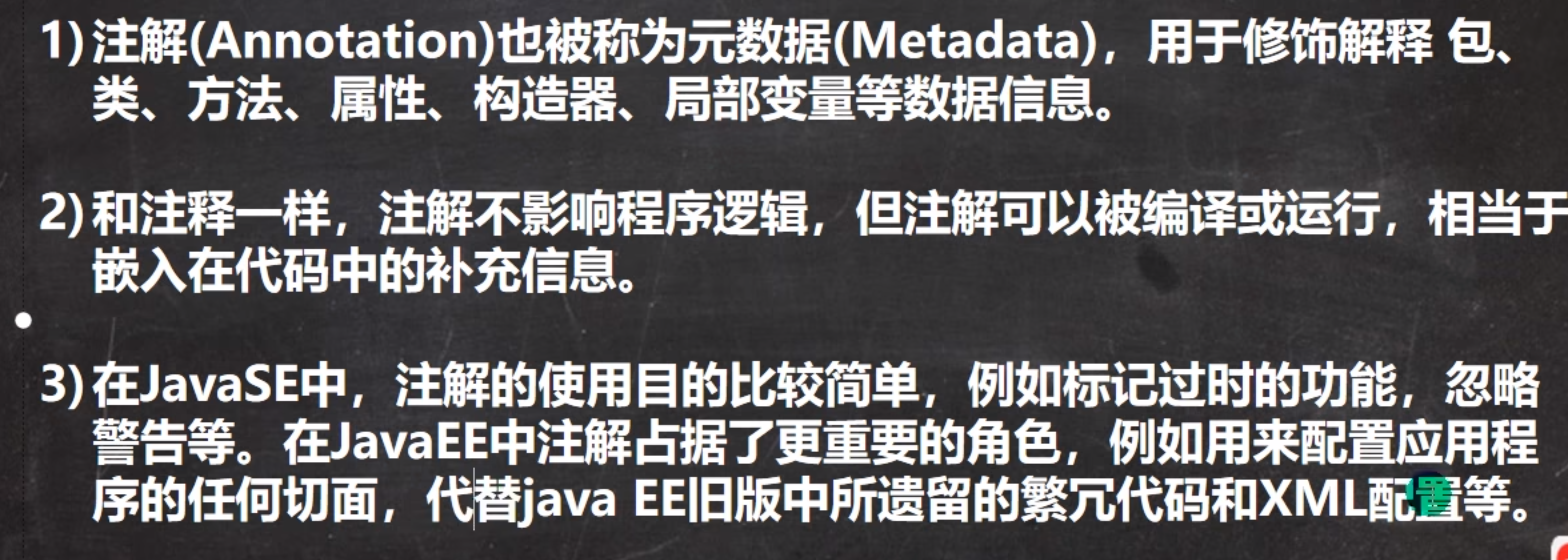 1) 注解(Annotation)也被称为元数据(Metadata)，用于修饰解释 包、
类、方法、属性、构造器、局部变量等数据信息。
2) 和注释一样，注解不影响程序逻辑，但注解可以被编译或运行，相当于
嵌入在代码中的补充信息。
3) 在JavaSE中，注解的使用目的比较简单，例如标记过时的功能，忽略
警告等。在JavaEE中注解占据了更重要的角色，例如用来配置应用程
序的任何切面，代替java EE旧版中所遗留的繁冗代码和XML配置等。